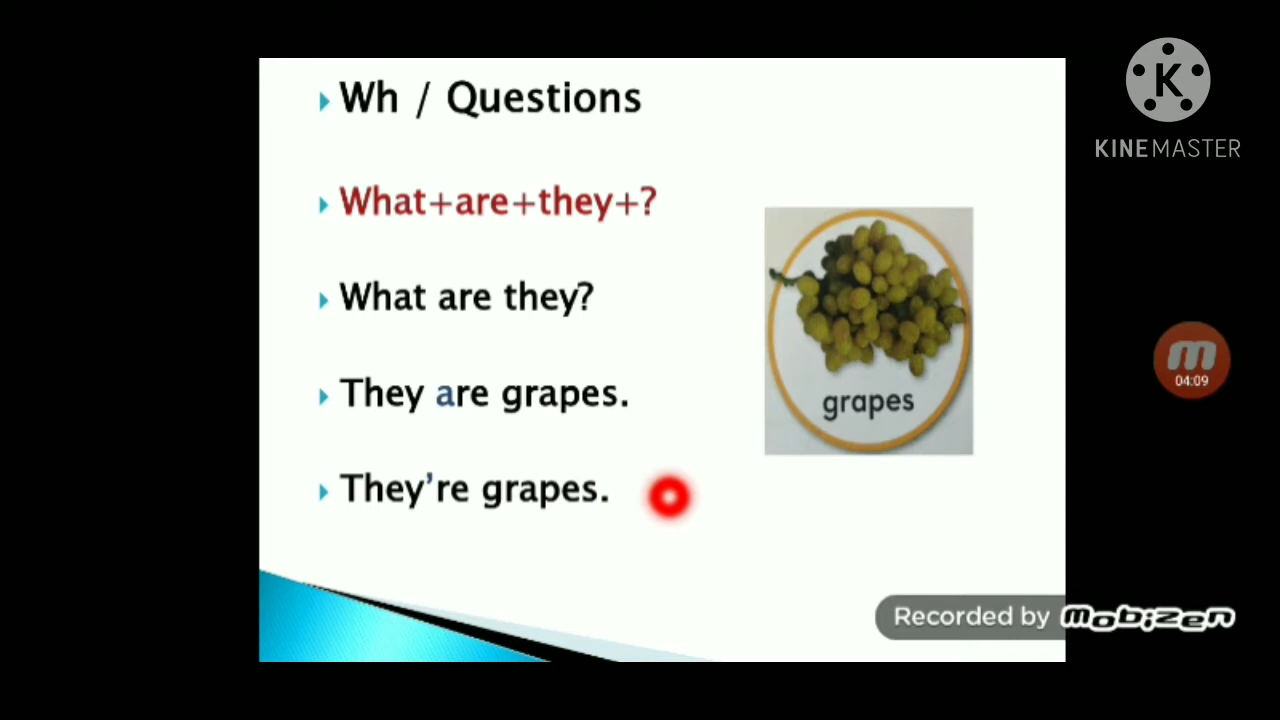 Wh / Questions
What+are+they+?
What are they?
They are grapes.
They're grapes.
grapes
K
KINEMASTER
m
04:09
Recorded by mobizen